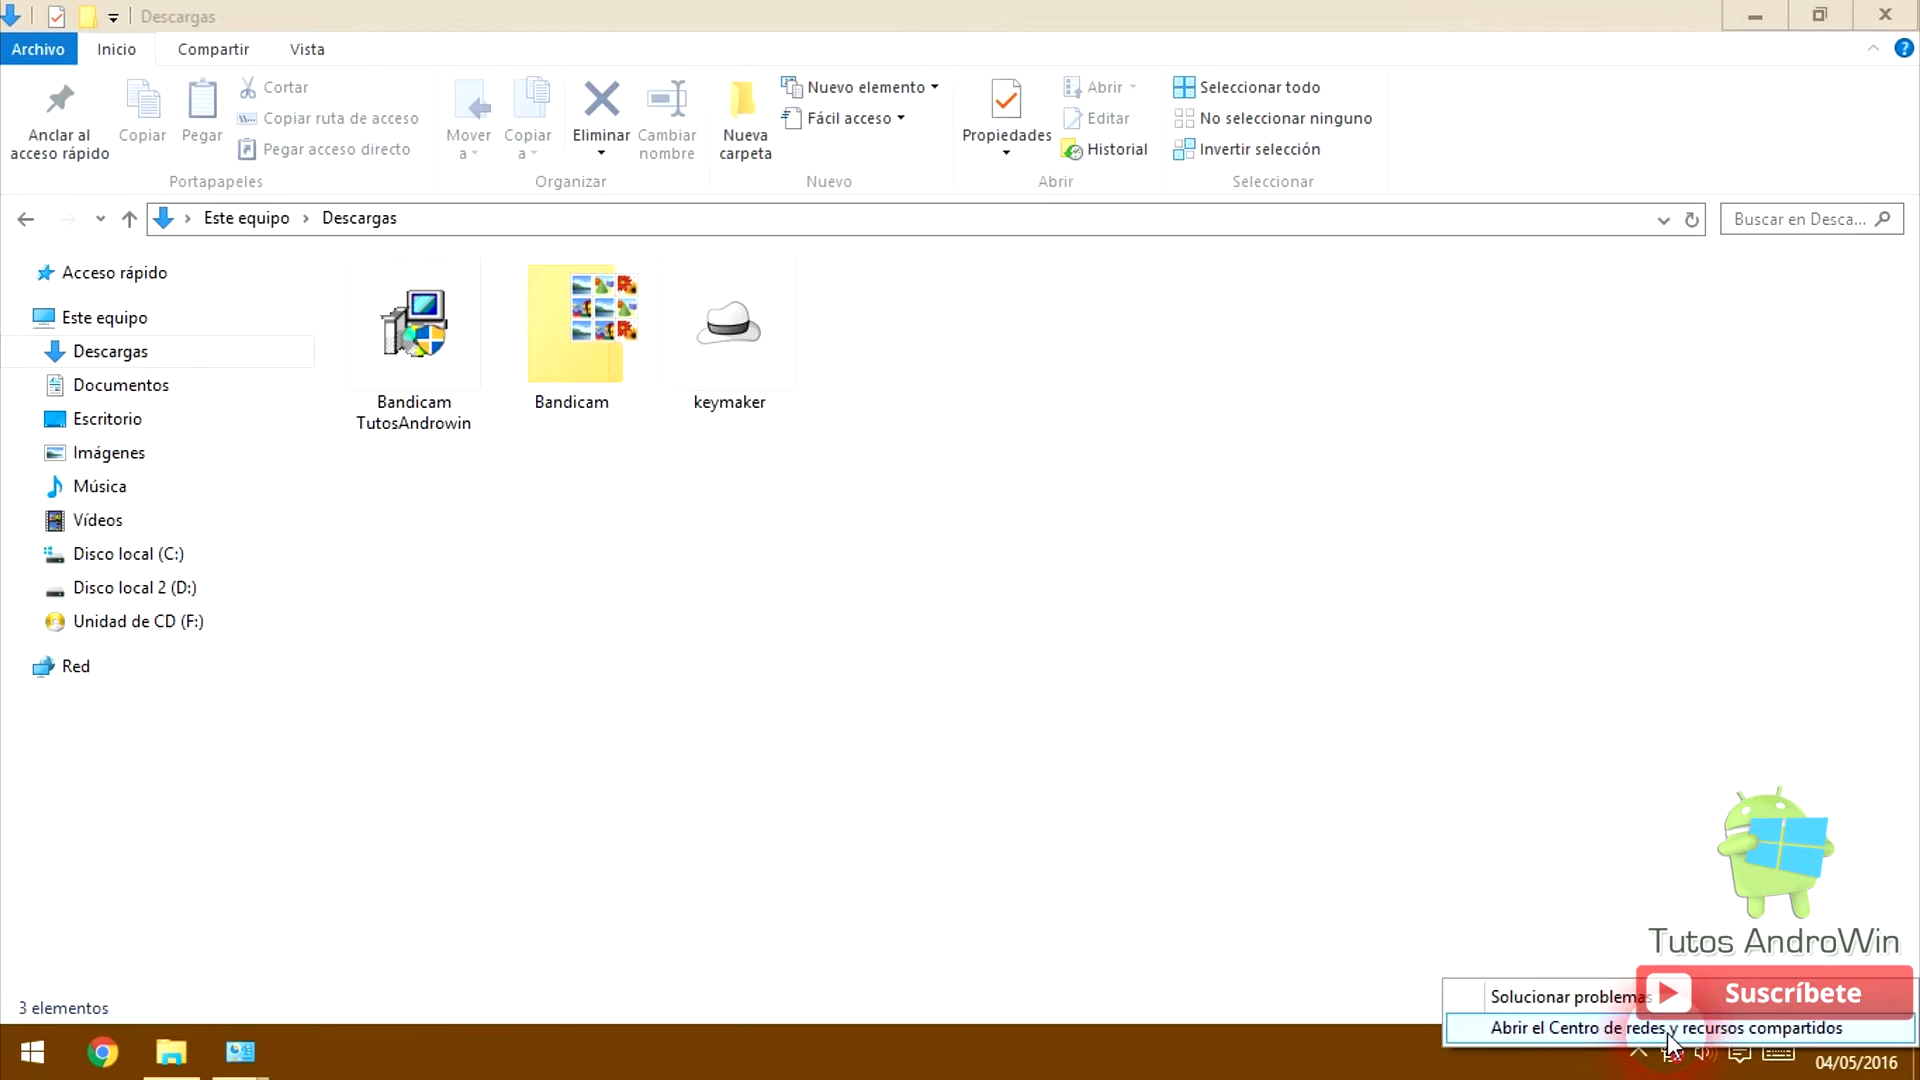 Descargas
Archivo Inicio Compartir Vista
Anclar al acceso rápido
Copiar
Pegar
Cortar
Copiar ruta de acceso
Pegar acceso directo
Portapapeles
Mover a
Copiar a
Eliminar
Cambiar nombre
Organizar
Nueva carpeta
Nuevo elemento
Fácil acceso
Nuevo
Propiedades
Abrir
Editar
Historial
Abrir
Seleccionar todo
No seleccionar ninguno
Invertir selección
Seleccionar
Este equipo > Descargas
Buscar en Desca...
Acceso rápido
Este equipo
Descargas
Documentos
Escritorio
Imágenes
Música
Vídeos
Disco local (C:)
Disco local 2 (D:)
Unidad de CD (F:)
Red
Bandicam
TutosAndrowin
Bandicam
keymaker
Tutos AndroWin
Suscríbete
Solucionar problemas
Abrir el Centro de redes y recursos compartidos
3 elementos
04/05/2016